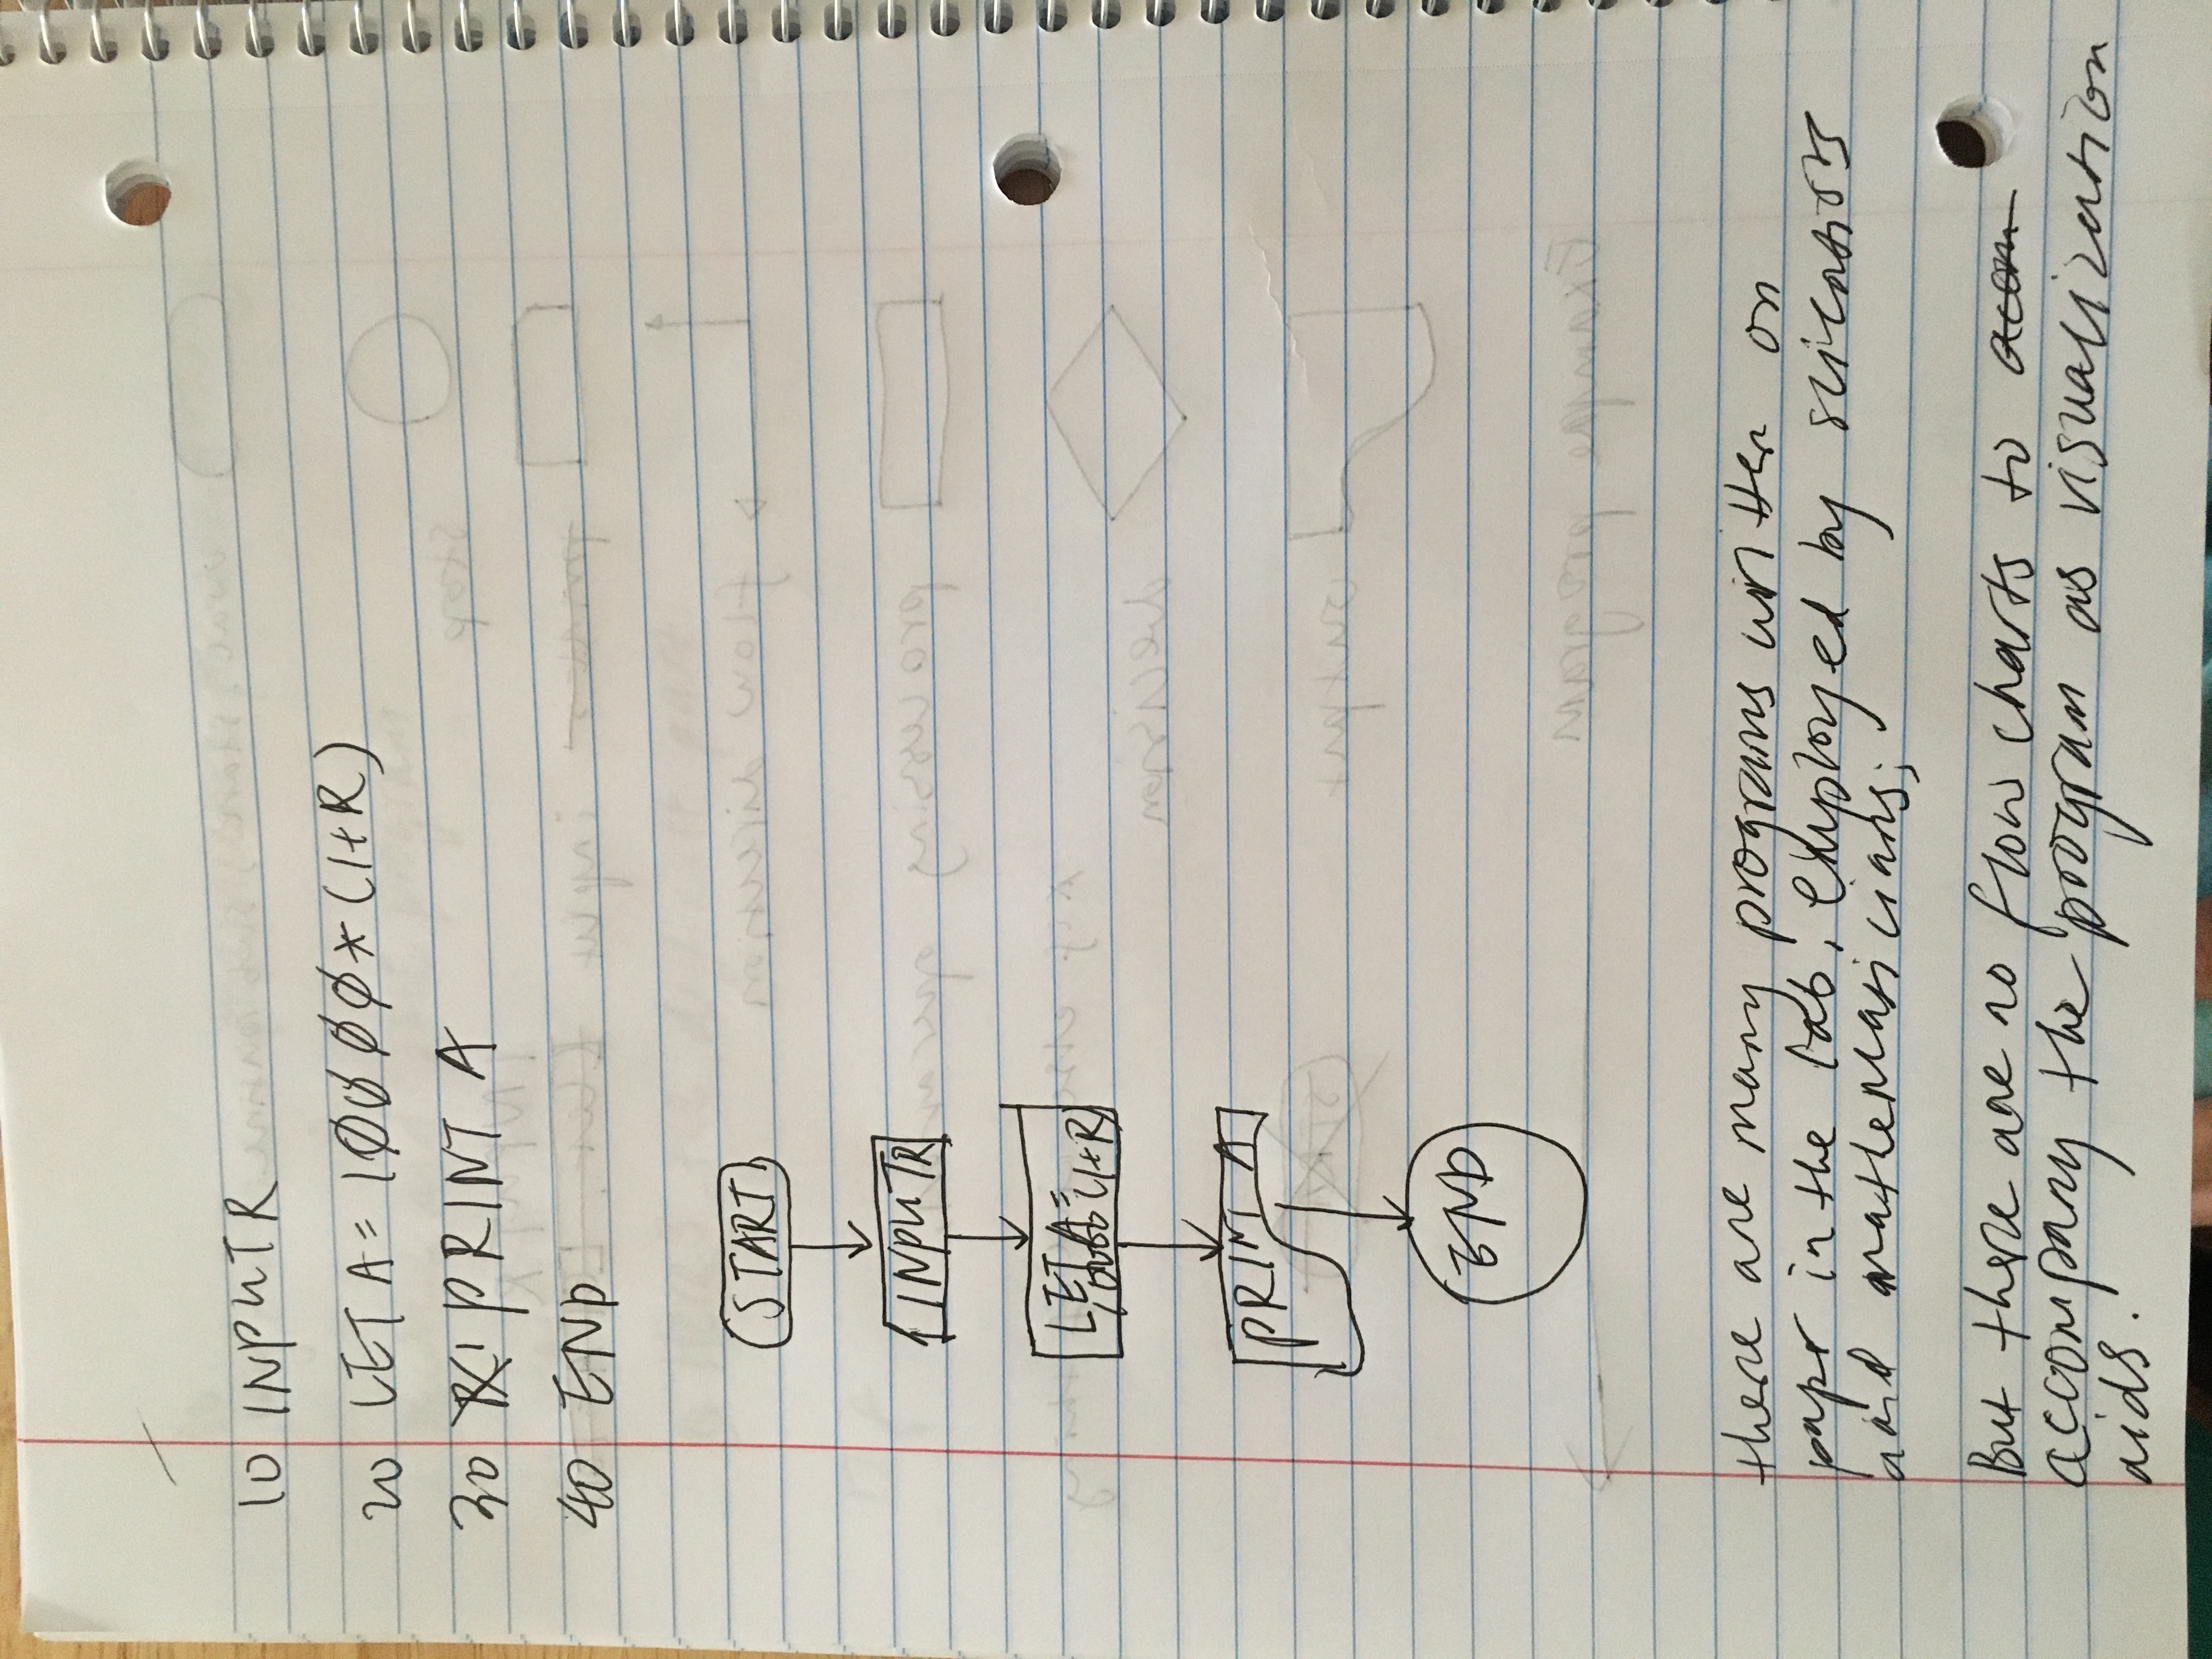 10 INPUT R
20 LET A = 10000*(1+R)
30 PRINT A
40 END
START
INPUT R
LET A =
10000 (1+R)
PRINT A
END
there are many programs written on
paper in the lab, employed by scientists
and mathematicians;
But there are no flow charts to acom
accompany the program as visualization
aids.